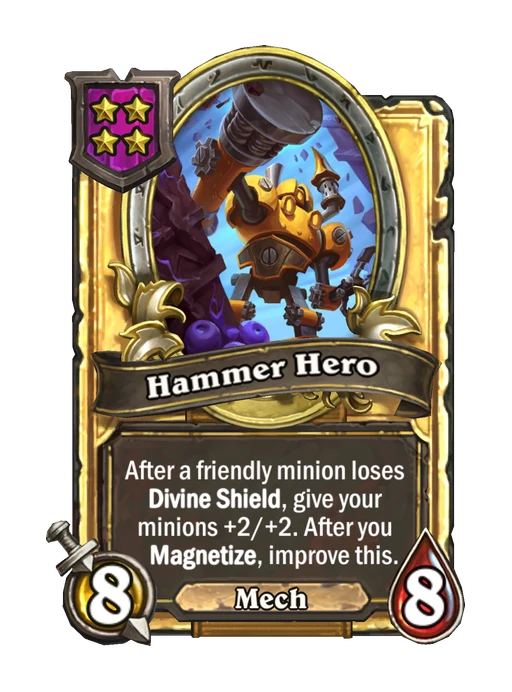 Hammer Hero
After a friendly minion loses
Divine Shield, give your
minions +2/+2. After you
Magnetize, improve this.
8
Mech
8